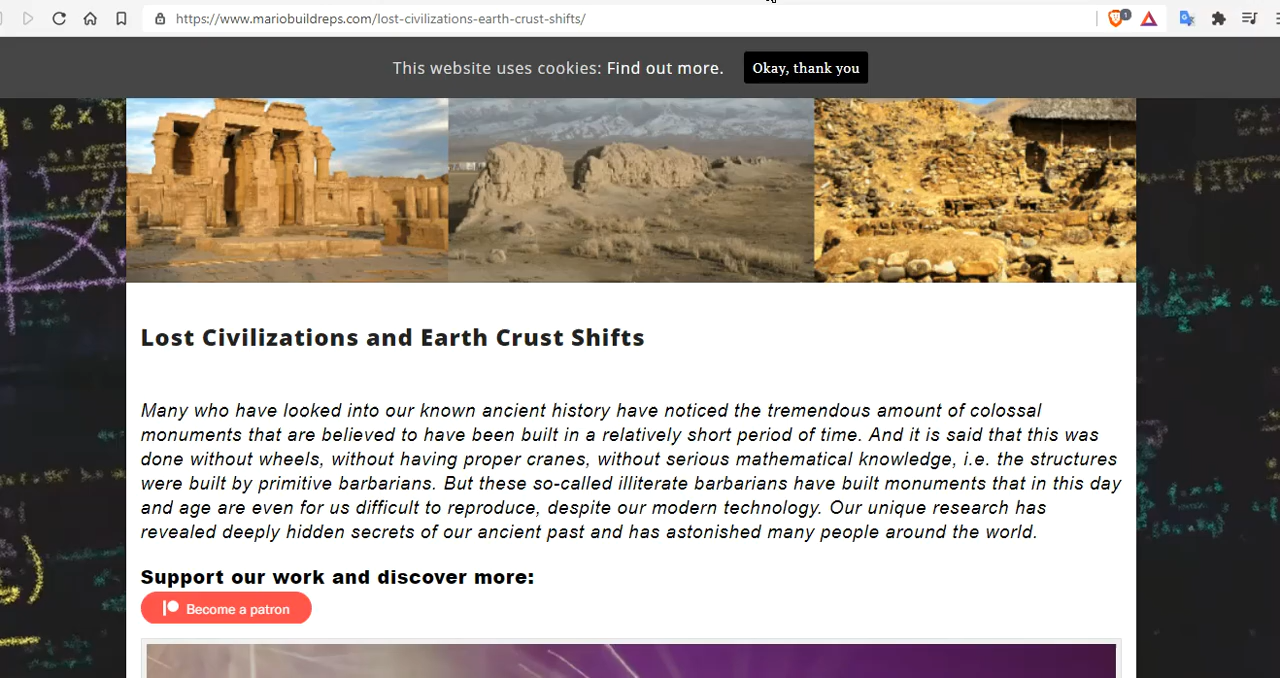 https://www.mariobuildreps.com/lost-civilizations-earth-crust-shifts/
1
This website uses cookies: Find out more.
Okay, thank you
Lost Civilizations and Earth Crust Shifts
Many who have looked into our known ancient history have noticed the tremendous amount of colossal
monuments that are believed to have been built in a relatively short period of time. And it is said that this was
done without wheels, without having proper cranes, without serious mathematical knowledge, i.e. the structures
were built by primitive barbarians. But these so-called illiterate barbarians have built monuments that in this day
and age are even for us difficult to reproduce, despite our modern technology. Our unique research has
revealed deeply hidden secrets of our ancient past and has astonished many people around the world.
Support our work and discover more:
Become a patron